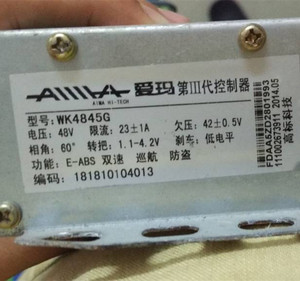 AIMA 爱玛 第III代控制器
AIMA HI-TECH
型号: WK4845G
电压: 48V 限流: 23±1A 欠压: 42±0.5V
相角: 60° 转把: 1.1-4.2V 刹车: 低电平
功能: E-ABS 双速 巡航 防盗
编码: 181810104013
2014.05
111002673911
高标科技